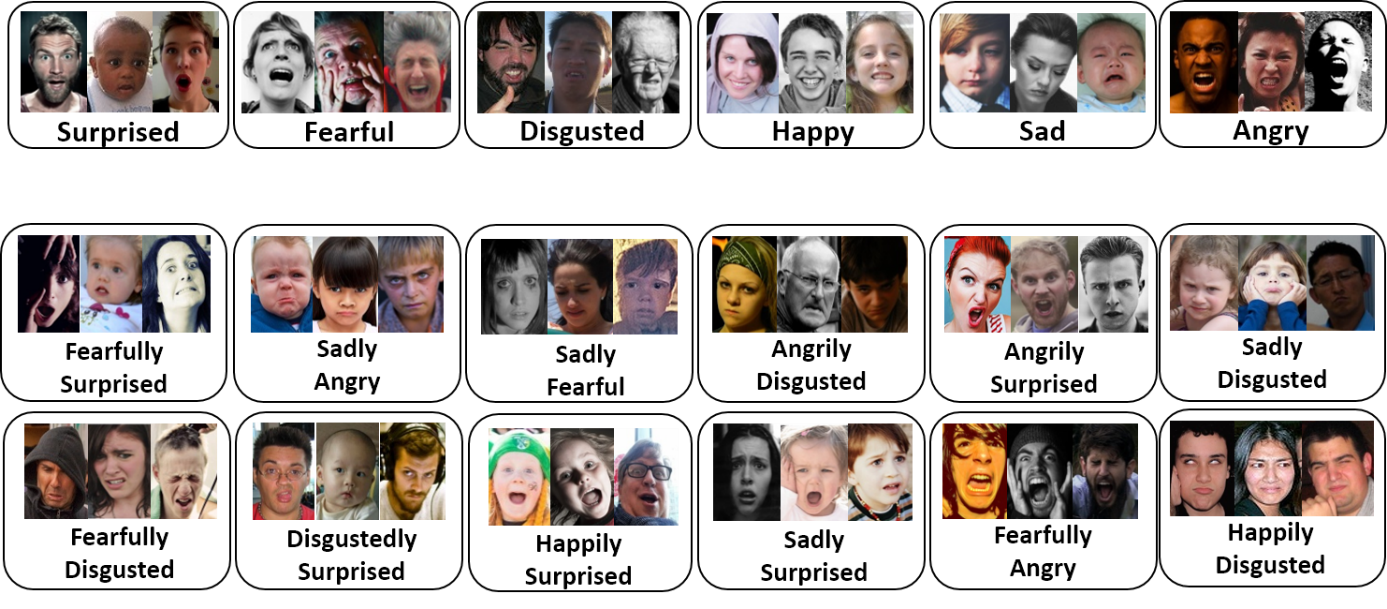 Surprised
Fearful
Disgusted
Happy
Sad
Angry
Fearfully
Surprised
Sadly
Angry
Sadly
Fearful
Angrily
Disgusted
Angrily
Surprised
Sadly
Disgusted
Fearfully
Disgusted
Disgustedly
Surprised
Happily
Surprised
Sadly
Surprised
Fearfully
Angry
Happily
Disgusted